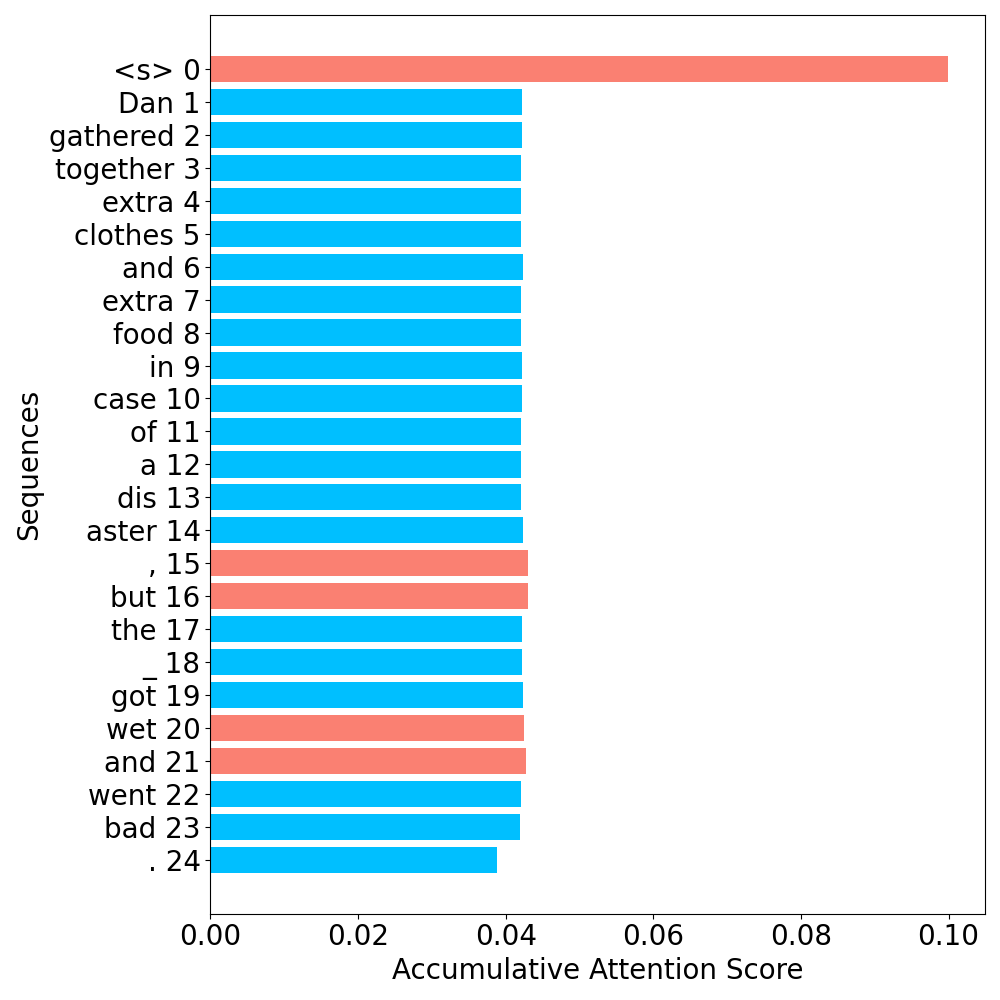 <s> 0
Dan 1
gathered 2
together 3
extra 4
clothes 5
and 6
extra 7
food 8
in 9
case 10
of 11
a 12
dis 13
aster 14
, 15
but 16
the 17
_ 18
got 19
wet 20
and 21
went 22
bad 23
. 24
Sequences
0.00 0.02 0.04 0.06 0.08 0.10
Accumulative Attention Score